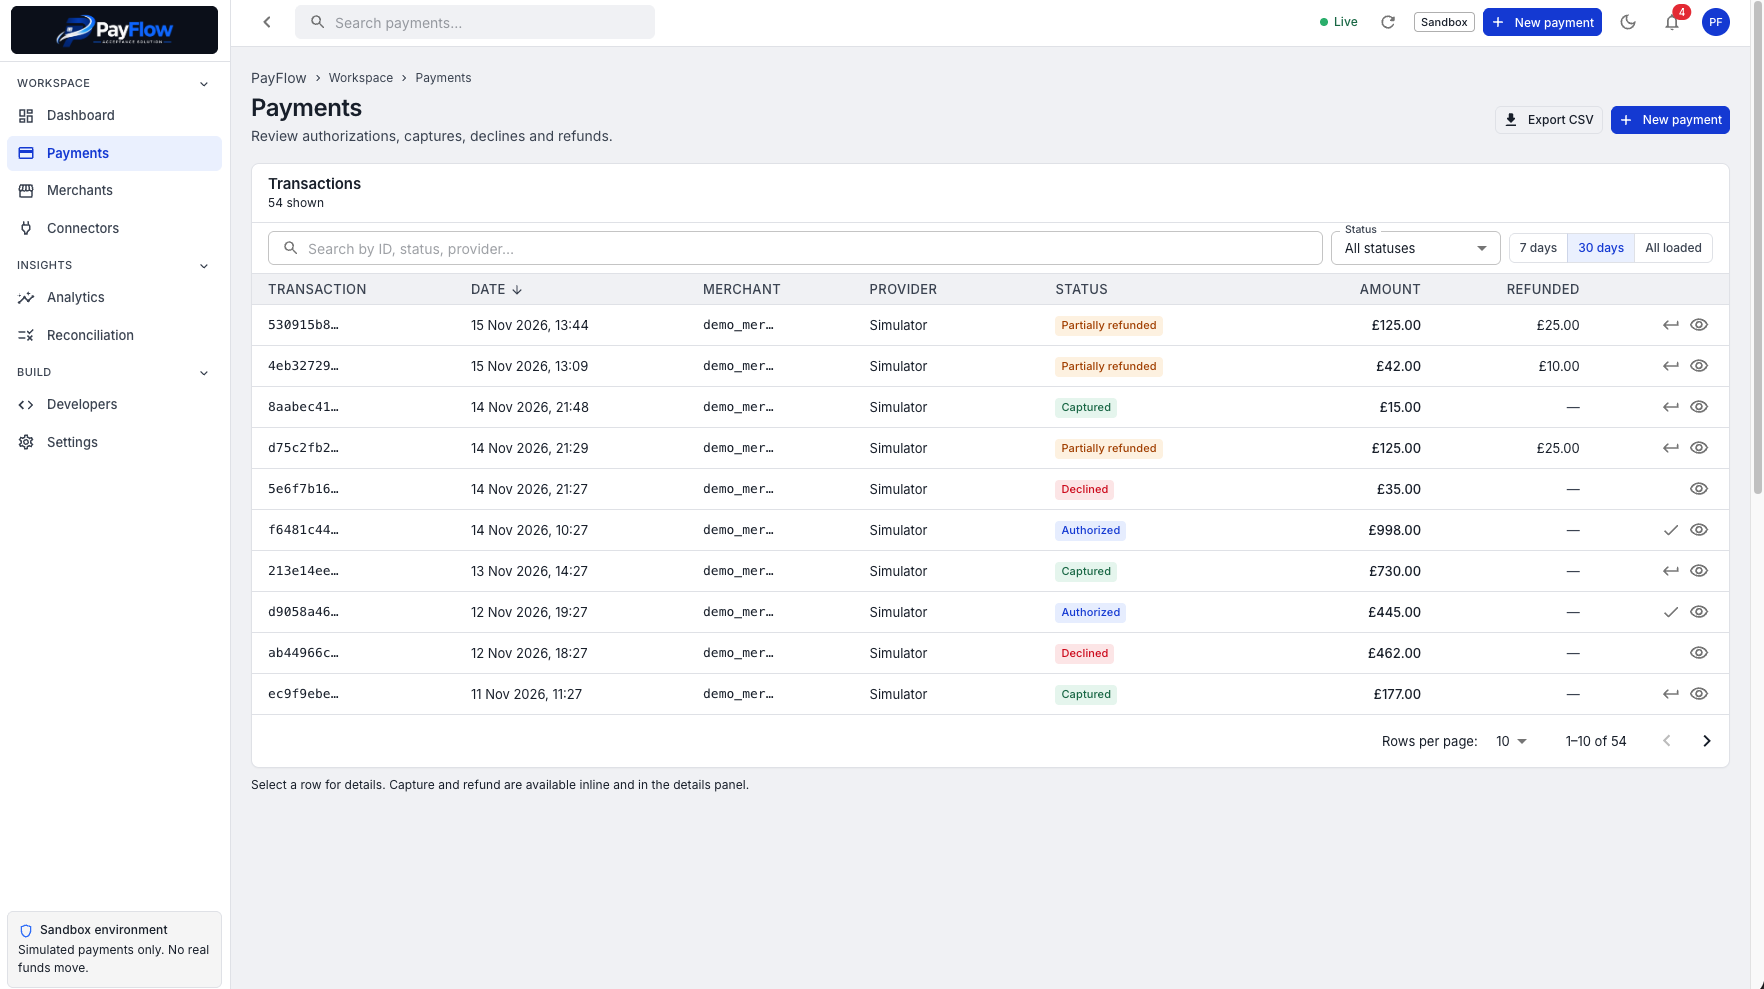 PayFlow
ACCEPTANCE SOLUTION
Search payments...
Live
Sandbox
New payment
4
PF
WORKSPACE
Dashboard
Payments
Merchants
Connectors
INSIGHTS
Analytics
Reconciliation
BUILD
Developers
Settings
Sandbox environment
Simulated payments only. No real
funds move.
PayFlow › Workspace › Payments
Payments
Review authorizations, captures, declines and refunds.
Export CSV
New payment
Transactions
54 shown
Search by ID, status, provider...
Status
All statuses
7 days 30 days All loaded
TRANSACTION DATE MERCHANT PROVIDER STATUS AMOUNT REFUNDED
530915b8… 15 Nov 2026, 13:44 demo_mer… Simulator Partially refunded £125.00 £25.00
4eb32729… 15 Nov 2026, 13:09 demo_mer… Simulator Partially refunded £42.00 £10.00
8aabec41… 14 Nov 2026, 21:48 demo_mer… Simulator Captured £15.00 —
d75c2fb2… 14 Nov 2026, 21:29 demo_mer… Simulator Partially refunded £125.00 £25.00
5e6f7b16… 14 Nov 2026, 21:27 demo_mer… Simulator Declined £35.00 —
f6481c44… 14 Nov 2026, 10:27 demo_mer… Simulator Authorized £998.00 —
213e14ee… 13 Nov 2026, 14:27 demo_mer… Simulator Captured £730.00 —
d9058a46… 12 Nov 2026, 19:27 demo_mer… Simulator Authorized £445.00 —
ab44966c… 12 Nov 2026, 18:27 demo_mer… Simulator Declined £462.00 —
ec9f9ebe… 11 Nov 2026, 11:27 demo_mer… Simulator Captured £177.00 —
Rows per page: 10 1–10 of 54
Select a row for details. Capture and refund are available inline and in the details panel.